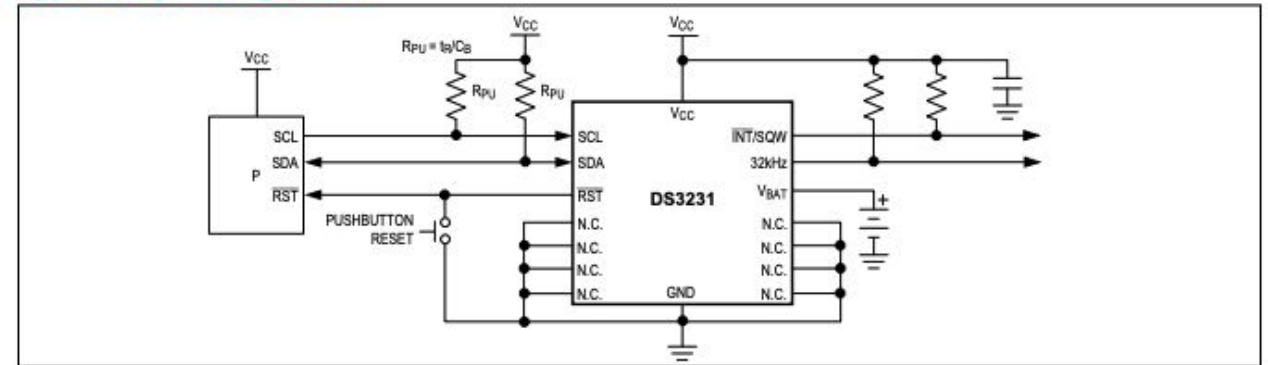 VCC
VCC
RPU = tR/CB
VCC
RPU
RPU
VCC
SCL
SCL
INT/SQW
SDA
SDA
32kHz
P
RST
RST
DS3231
VBAT
+
PUSHBUTTON
RESET
N.C.
N.C.
N.C.
N.C.
N.C.
N.C.
N.C.
GND
N.C.